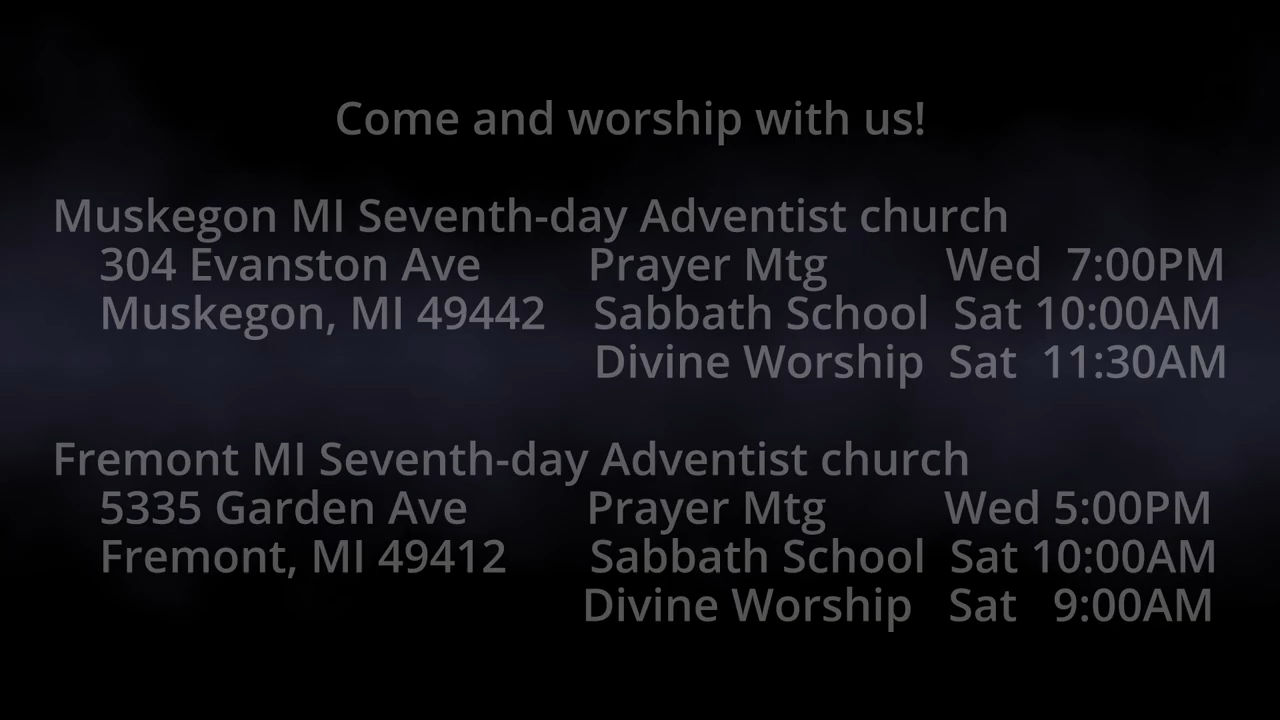 Come and worship with us!
Muskegon MI Seventh-day Adventist church
304 Evanston Ave Prayer Mtg Wed 7:00PM
Muskegon, MI 49442 Sabbath School Sat 10:00AM
Divine Worship Sat 11:30AM
Fremont MI Seventh-day Adventist church
5335 Garden Ave Prayer Mtg Wed 5:00PM
Fremont, MI 49412 Sabbath School Sat 10:00AM
Divine Worship Sat 9:00AM